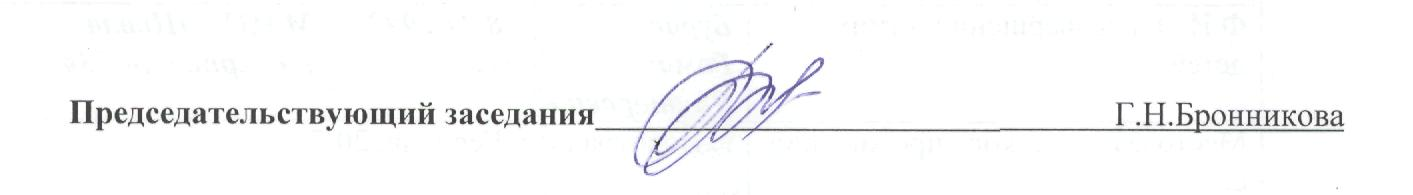 Председательствующий заседания Г.Н.Бронникова